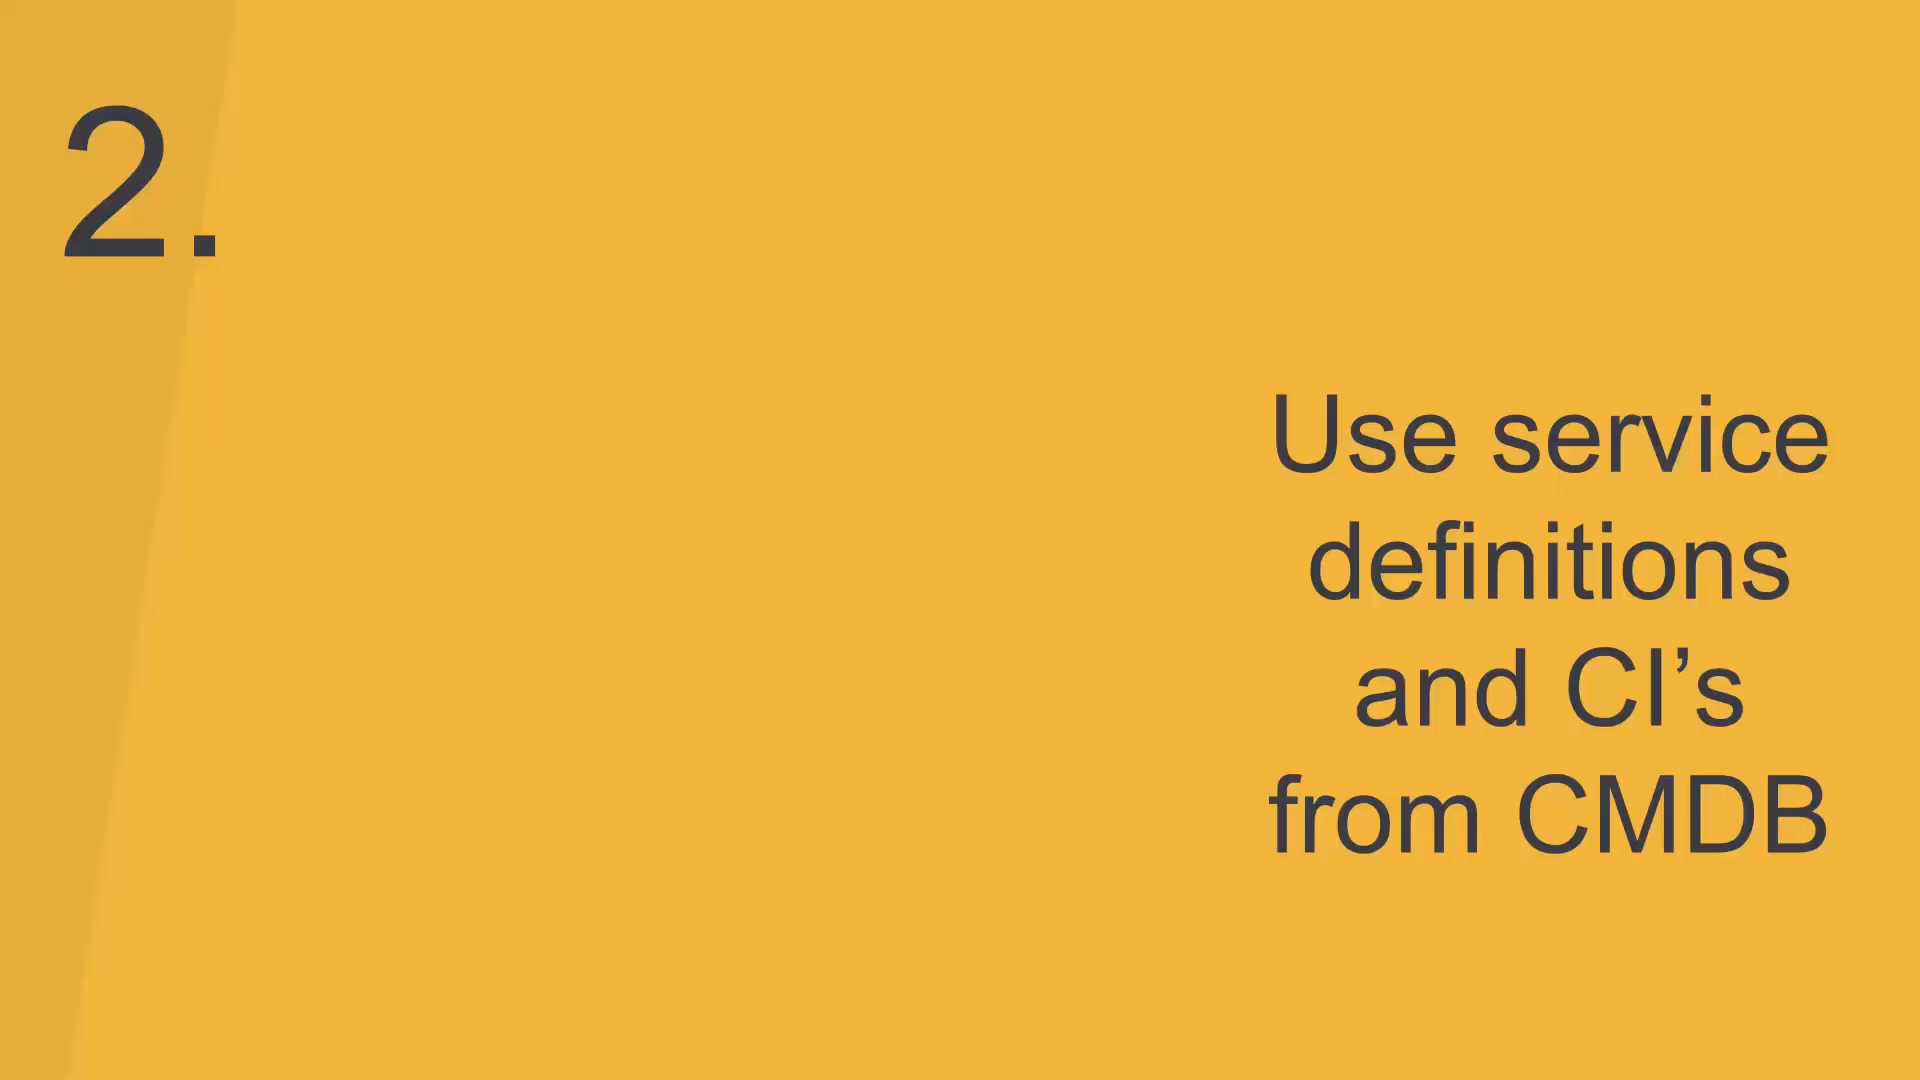 2.
Use service
definitions
and CI’s
from CMDB